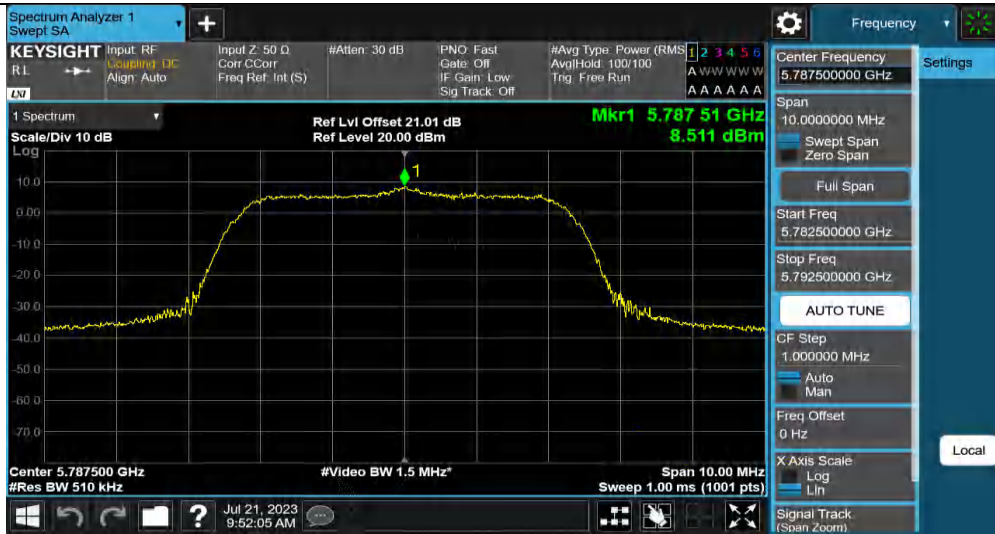 Spectrum Analyzer 1
Swept SA
+
Frequency
KEYSIGHT
RL
LXI
Input: RF
Coupling: DC
Align: Auto
Input Z: 50 Ω
Corr CCorr
Freq Ref: Int (S)
#Atten: 30 dB
PNO: Fast
Gate: Off
IF Gain: Low
Sig Track: Off
#Avg Type: Power (RMS
Avg|Hold: 100/100
Trig: Free Run
1 2 3 4 5 6
A W W W W W
A A A A A A
1 Spectrum
Scale/Div 10 dB
Ref Lvl Offset 21.01 dB
Ref Level 20.00 dBm
Mkr1 5.787 51 GHz
8.511 dBm
Log
1
10.0
0.00
-10.0
-20.0
-30.0
-40.0
-50.0
-60.0
-70.0
Center 5.787500 GHz
#Res BW 510 kHz
#Video BW 1.5 MHz*
Span 10.00 MHz
Sweep 1.00 ms (1001 pts)
Center Frequency
5.787500000 GHz
Settings
Span
10.0000000 MHz
Swept Span
Zero Span
Full Span
Start Freq
5.782500000 GHz
Stop Freq
5.792500000 GHz
AUTO TUNE
CF Step
1.000000 MHz
Auto
Man
Freq Offset
0 Hz
X Axis Scale
Log
Lin
Local
Signal Track
(Span Zoom)
?
Jul 21, 2023
9:52:05 AM